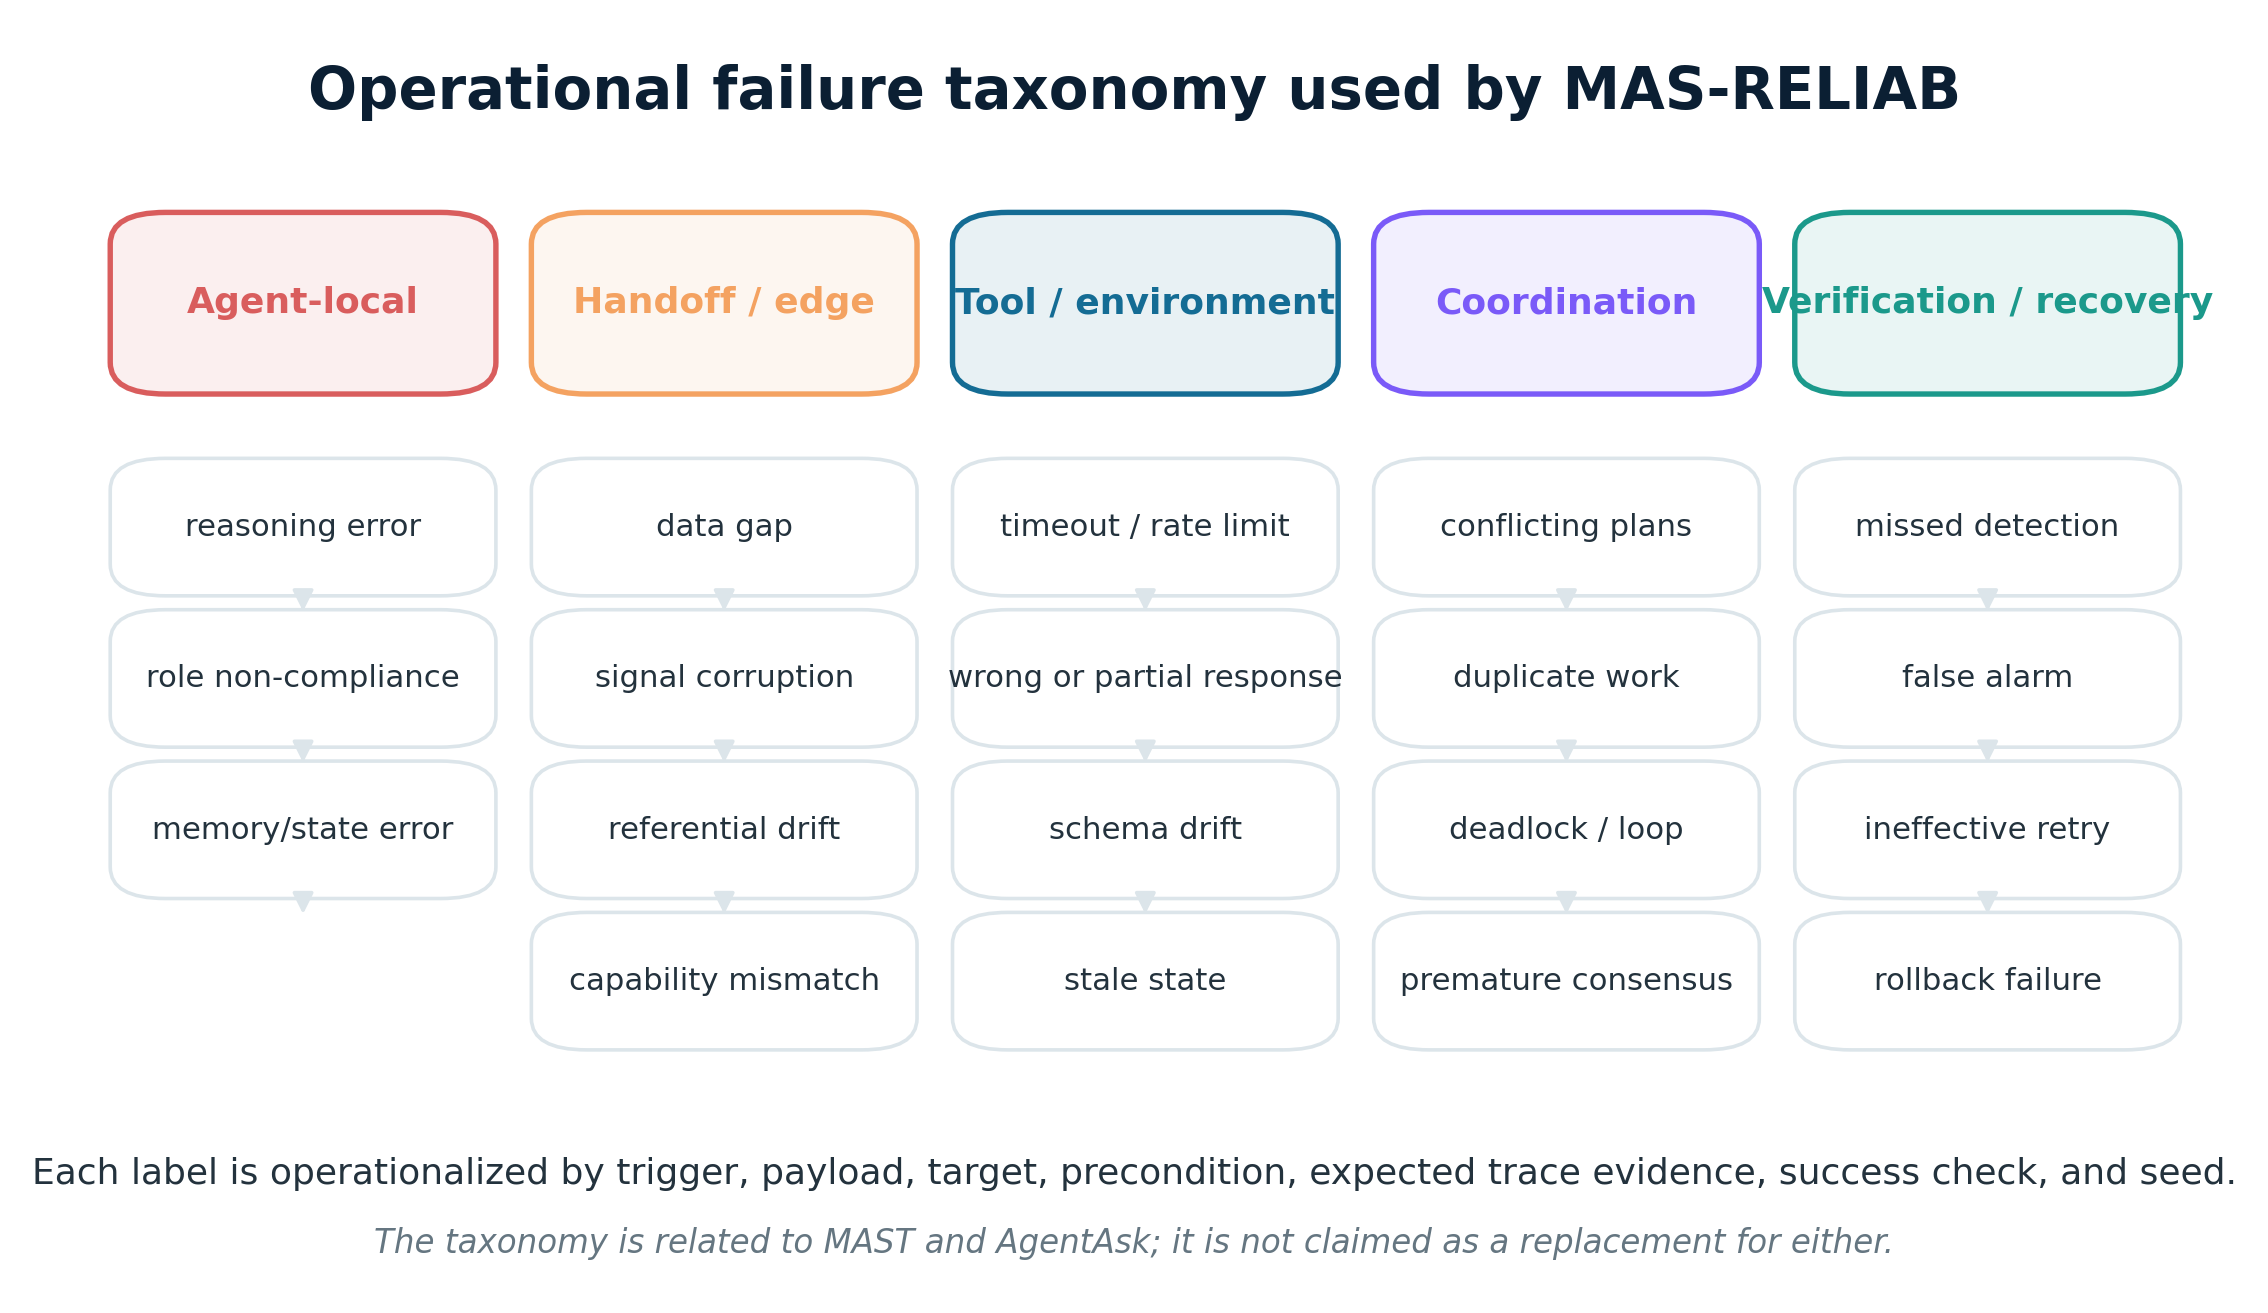 Operational failure taxonomy used by MAS-RELIAB
Agent-local
Handoff / edge
Tool / environment
Coordination
Verification / recovery
reasoning error
data gap
timeout / rate limit
conflicting plans
missed detection
role non-compliance
signal corruption
wrong or partial response
duplicate work
false alarm
memory/state error
referential drift
schema drift
deadlock / loop
ineffective retry
capability mismatch
stale state
premature consensus
rollback failure
Each label is operationalized by trigger, payload, target, precondition, expected trace evidence, success check, and seed.
The taxonomy is related to MAST and AgentAsk; it is not claimed as a replacement for either.